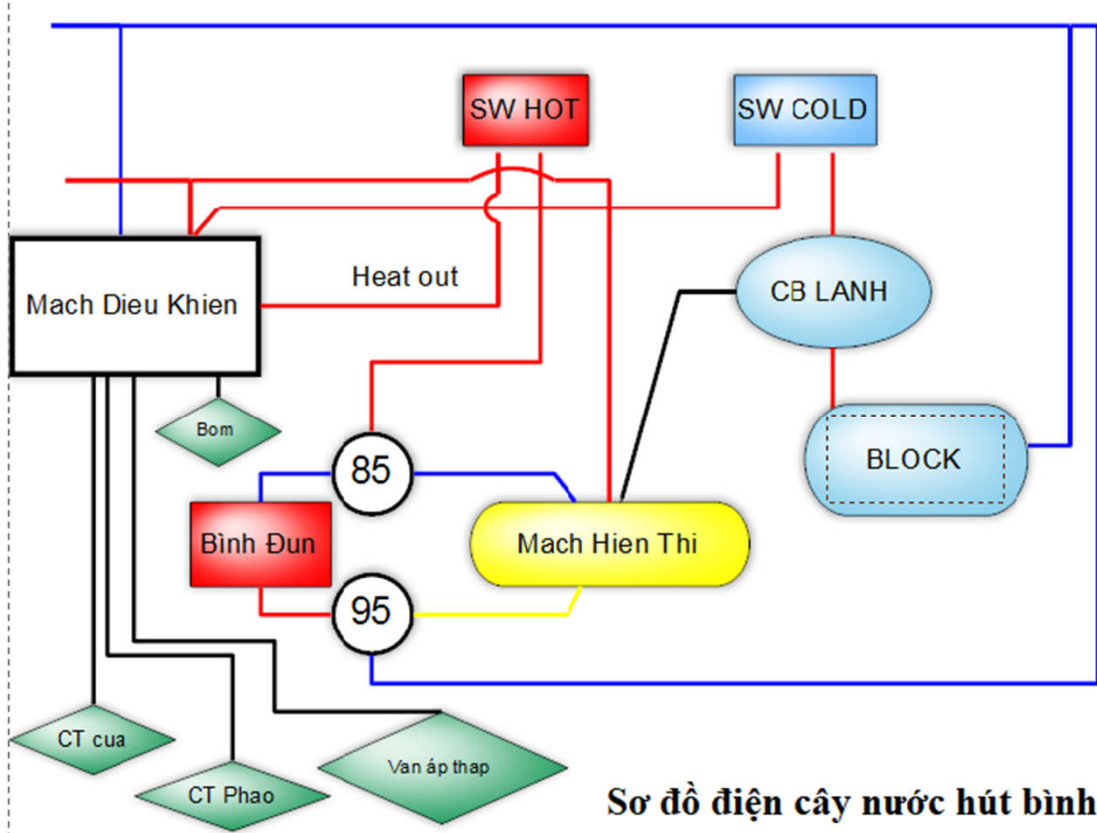 SW HOT
SW COLD
Heat out
Mach Dieu Khien
CB LANH
Bom
85
BLOCK
Bình Đun
Mach Hien Thi
95
CT cua
Van áp thap
CT Phao
Sơ đồ điện cây nước hút bình